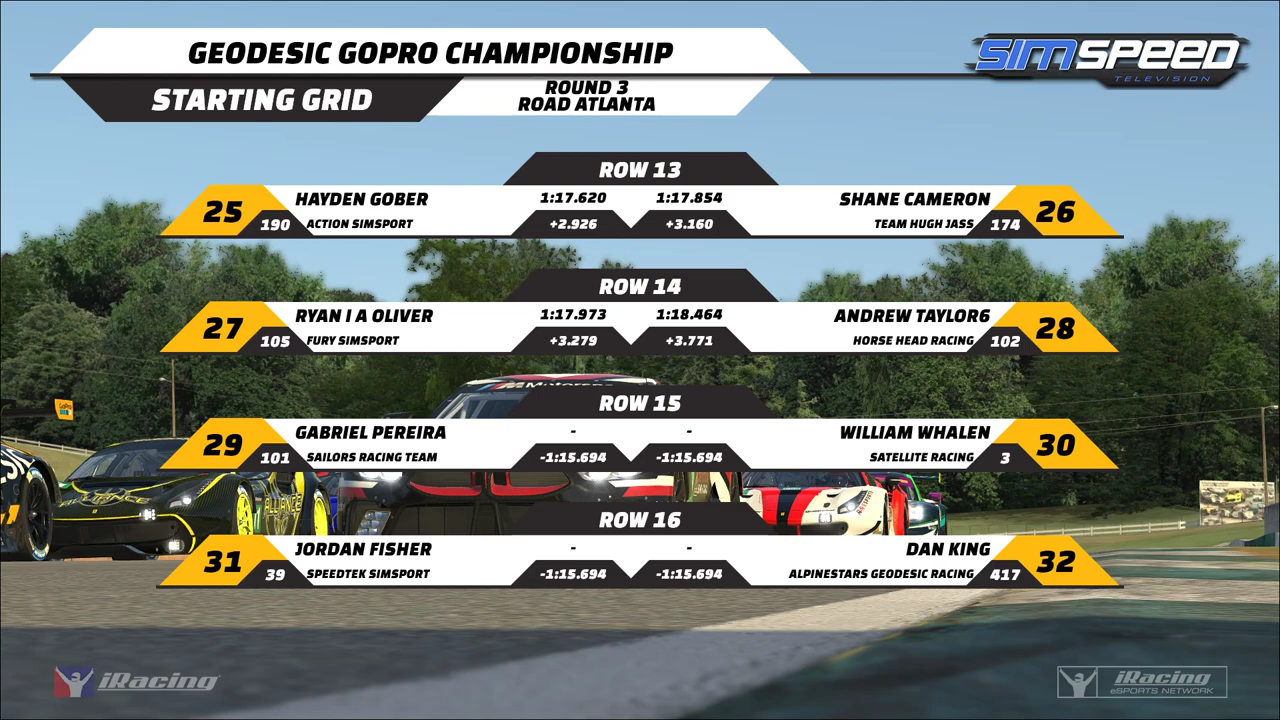 GEODESIC GOPRO CHAMPIONSHIP
SIMSPEED
TELEVISION
STARTING GRID
ROUND 3
ROAD ATLANTA
ROW 13
25 HAYDEN GOBER 1:17.620 1:17.854 SHANE CAMERON 26
190 ACTION SIMSPORT +2.926 +3.160 TEAM HUGH JASS 174
ROW 14
27 RYAN I A OLIVER 1:17.973 1:18.464 ANDREW TAYLOR6 28
105 FURY SIMSPORT +3.279 +3.771 HORSE HEAD RACING 102
ROW 15
29 GABRIEL PEREIRA - - WILLIAM WHALEN 30
101 SAILORS RACING TEAM -1:15.694 -1:15.694 SATELLITE RACING 3
ROW 16
31 JORDAN FISHER - - DAN KING 32
39 SPEEDTEK SIMSPORT -1:15.694 -1:15.694 ALPINESTARS GEODESIC RACING 417
M Motorsport
GoPro
ALLIANCE
ALLIANCE
iRacing
iRacing
eSPORTS NETWORK